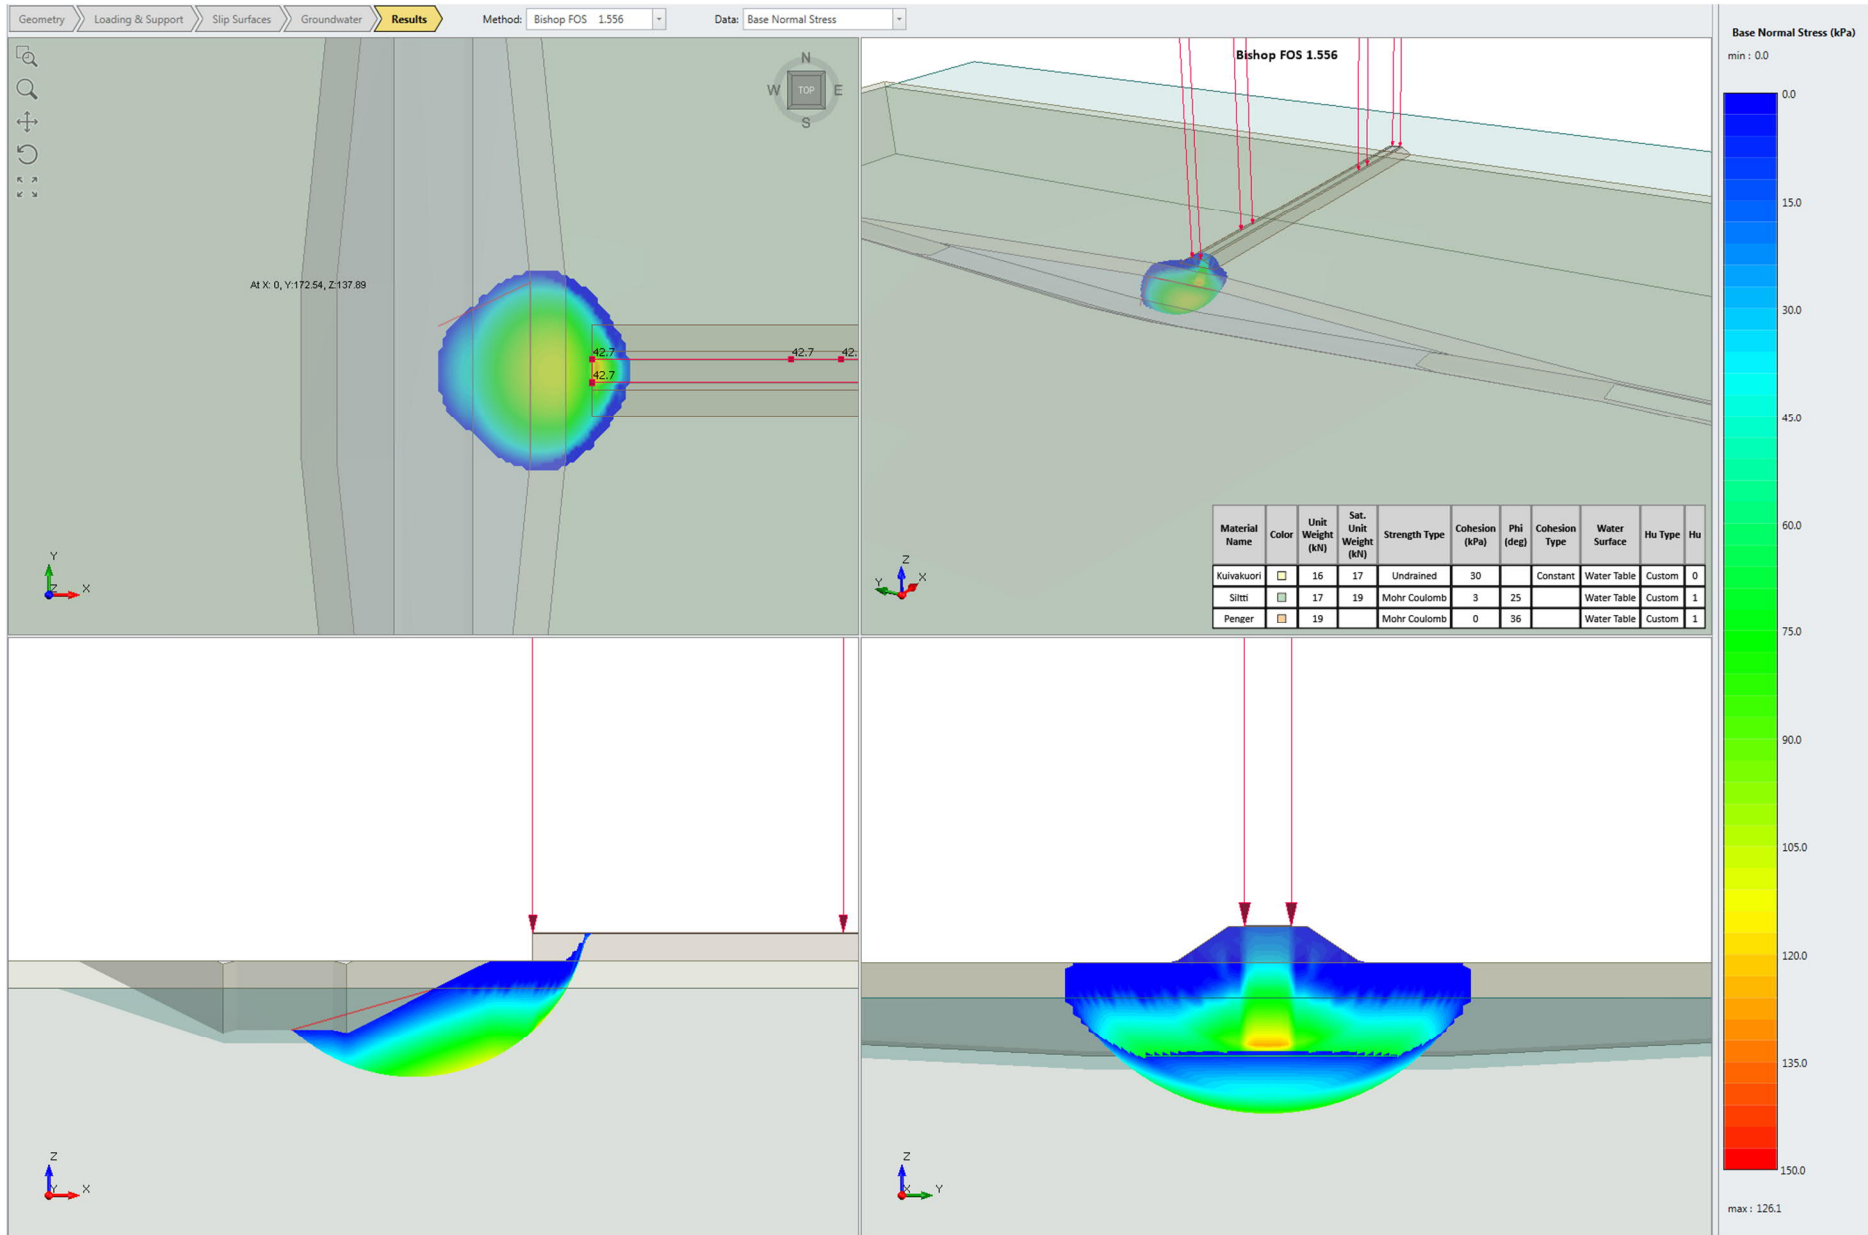 Geometry Loading & Support Slip Surfaces Groundwater Results Method: Bishop FOS 1.556 Data: Base Normal Stress
N
W TOP E
S
At X: 0, Y:172.54, Z:137.89
42.7 42.7 42.
42.7
Y
Z X
Bishop FOS 1.556
Z
Y X
Material Name Color Unit Weight (kN) Sat. Unit Weight (kN) Strength Type Cohesion (kPa) Phi (deg) Cohesion Type Water Surface Hu Type Hu
Kuivakuori 16 17 Undrained 30 Constant Water Table Custom 0
Siltti 17 19 Mohr Coulomb 3 25 Water Table Custom 1
Penger 19 Mohr Coulomb 0 36 Water Table Custom 1
Z
Y X
Z
X Y
Base Normal Stress (kPa)
min : 0.0
0.0
15.0
30.0
45.0
60.0
75.0
90.0
105.0
120.0
135.0
150.0
max : 126.1